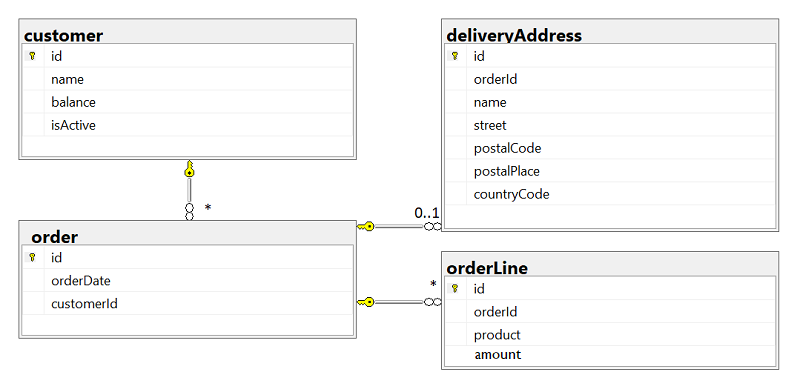 customer
id
name
balance
isActive
*
order
id
orderDate
customerId
deliveryAddress
id
orderId
name
street
postalCode
postalPlace
countryCode
0..1
*
orderLine
id
orderId
product
amount